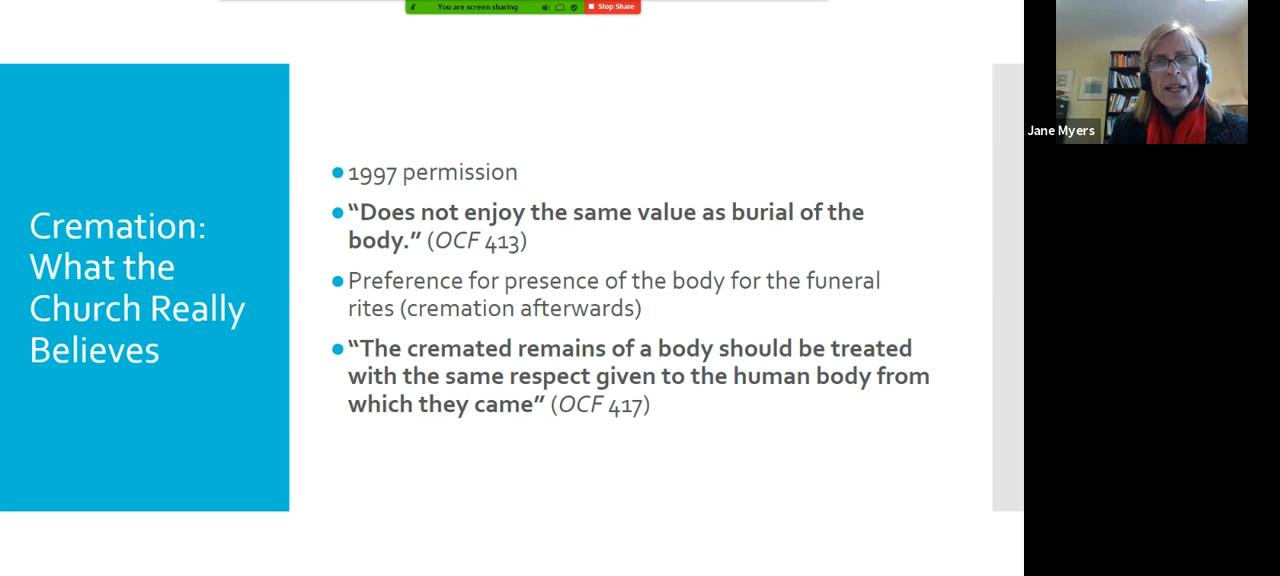 You are screen sharing
Stop Share
Jane Myers
Cremation:
What the
Church Really
Believes
1997 permission
“Does not enjoy the same value as burial of the
body.” (OCF 413)
Preference for presence of the body for the funeral
rites (cremation afterwards)
“The cremated remains of a body should be treated
with the same respect given to the human body from
which they came” (OCF 417)